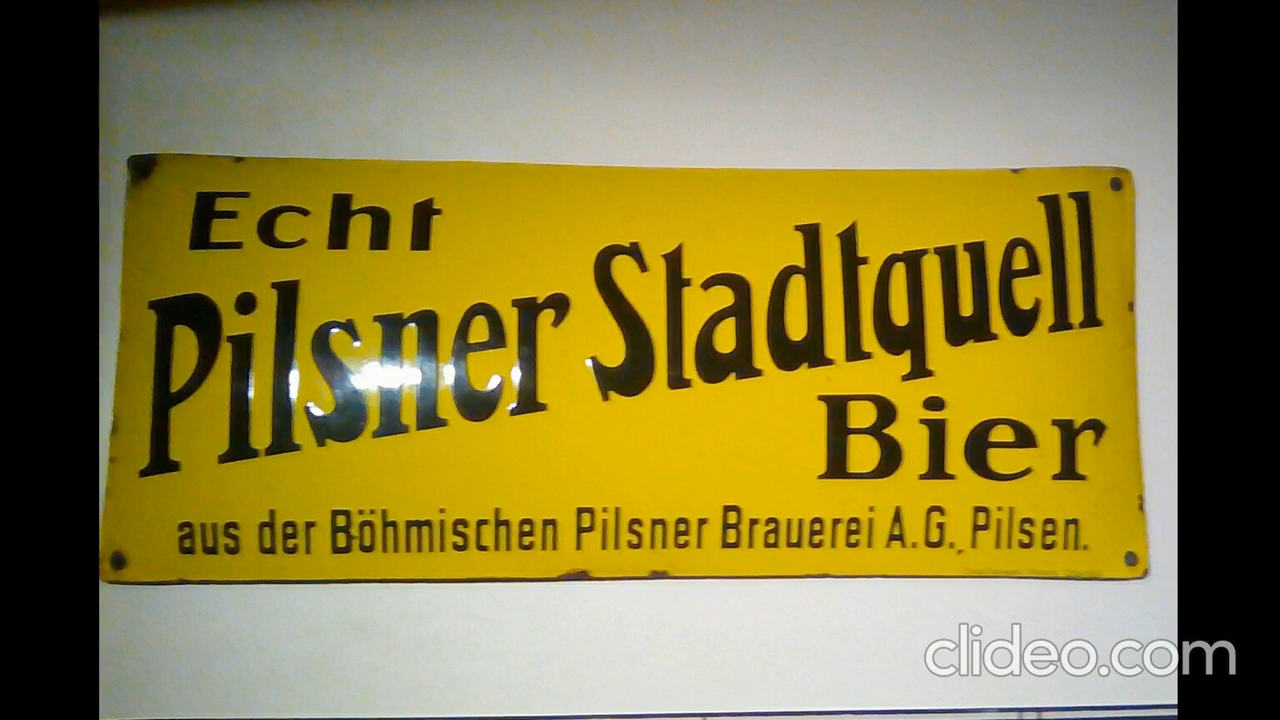 Echt
Pilsner Stadtquell
Bier
aus der Böhmischen Pilsner Brauerei A.G., Pilsen.
clideo.com